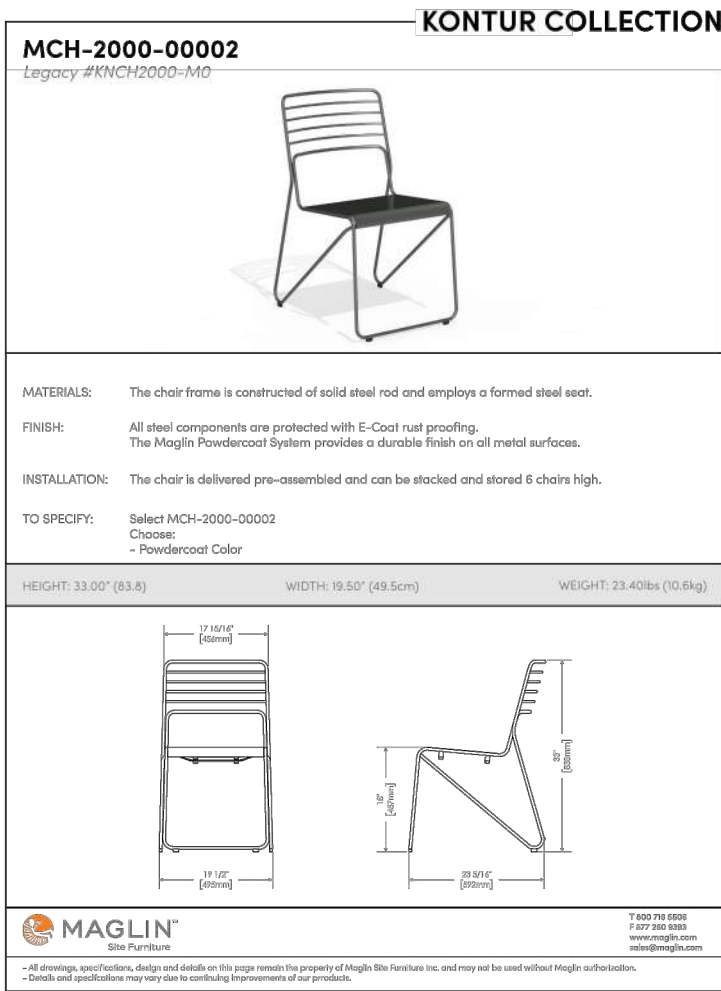 KONTUR COLLECTION
MCH-2000-00002
Legacy #KNCH2000-M0
MATERIALS: The chair frame is constructed of solid steel rod and employs a formed steel seat.
FINISH: All steel components are protected with E-Coat rust proofing.
The Maglin Powdercoat System provides a durable finish on all metal surfaces.
INSTALLATION: The chair is delivered pre-assembled and can be stacked and stored 6 chairs high.
TO SPECIFY: Select MCH-2000-00002
Choose:
- Powdercoat Color
HEIGHT: 33.00" (83.8) WIDTH: 19.50" (49.5cm) WEIGHT: 23.40lbs (10.6kg)
17 15/16"
[456mm]
33"
[838mm]
18"
[457mm]
19 1/2"
[495mm]
23 5/16"
[592mm]
MAGLIN™
Site Furniture
T 800 716 5506
F 877 260 9393
www.maglin.com
sales@maglin.com
- All drawings, specifications, design and details on this page remain the property of Maglin Site Furniture Inc. and may not be used without Maglin authorization.
- Details and specifications may vary due to continuing improvements of our products.